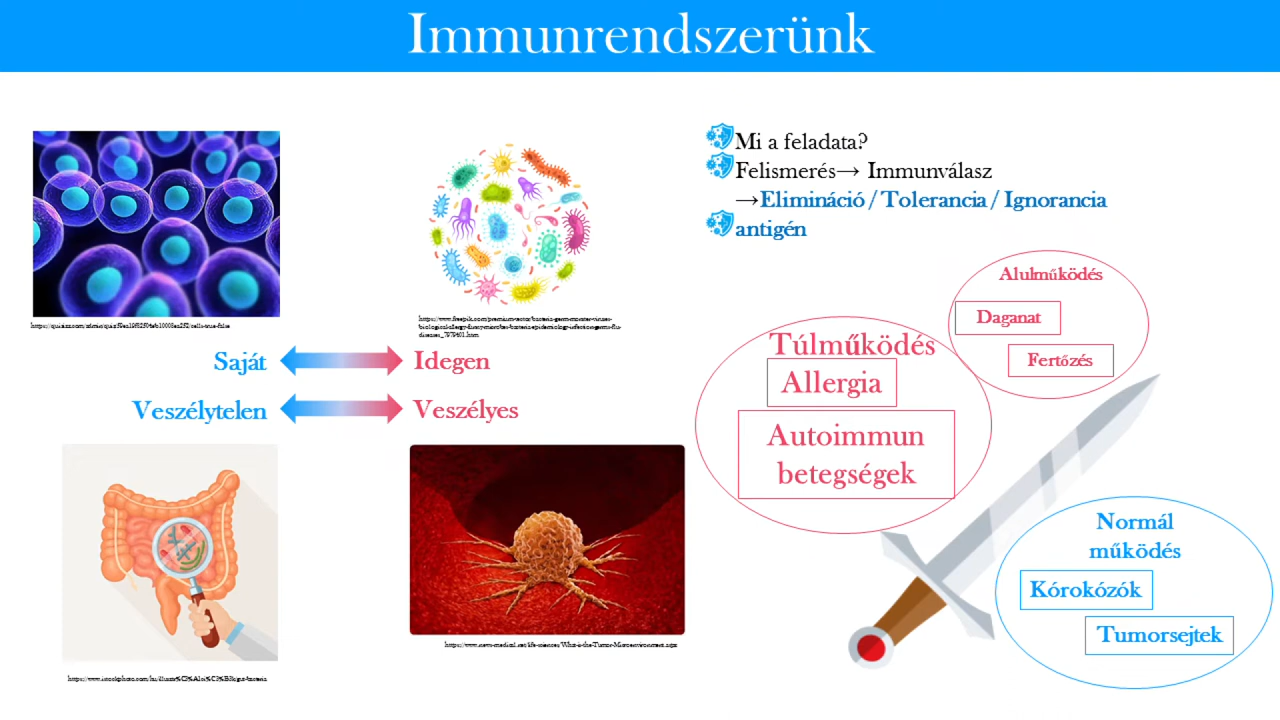 Immunrendszerünk
Mi a feladata?
Felismerés→ Immunválasz
→Elimináció / Tolerancia / Ignorancia
antigén
Saját
Idegen
Veszélytelen
Veszélyes
Alulműködés
Daganat
Fertőzés
Túlműködés
Allergia
Autoimmun
betegségek
Normál
működés
Kórokózók
Tumorsejtek